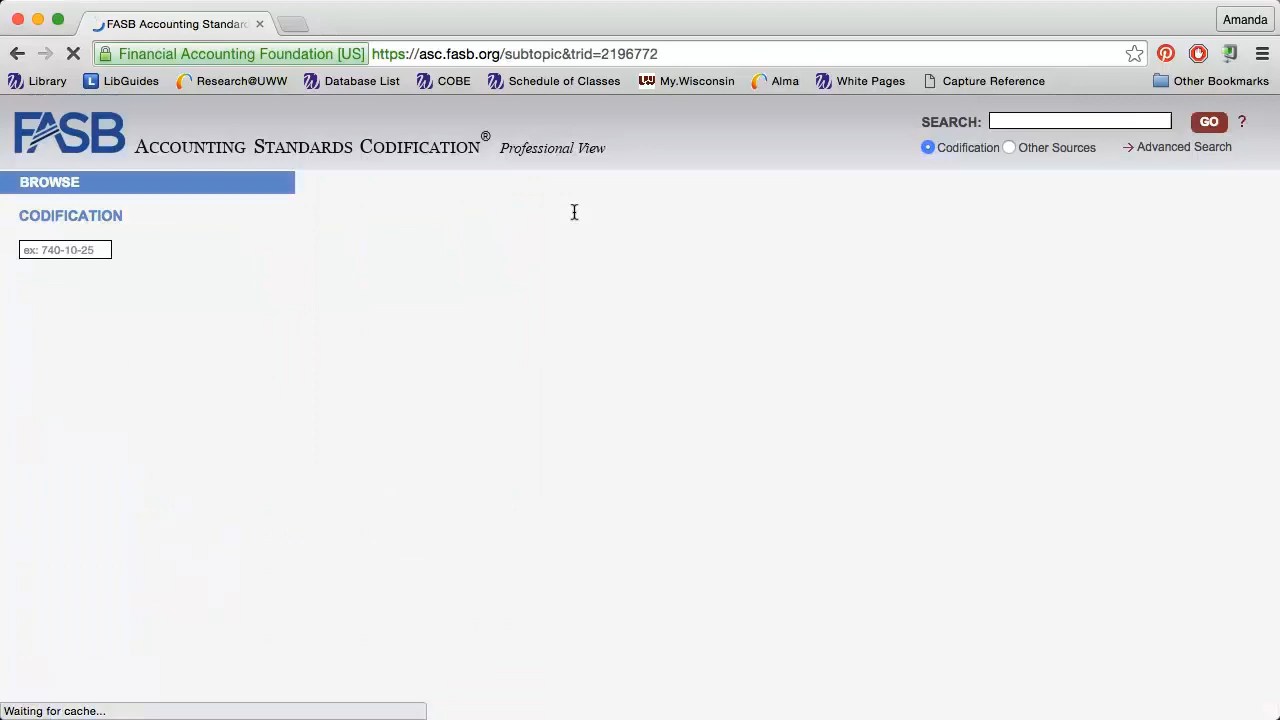 FASB Accounting Standar
Amanda
Financial Accounting Foundation [US] https://asc.fasb.org/subtopic&trid=2196772
Library LibGuides Research@UWW Database List COBE Schedule of Classes My.Wisconsin Alma White Pages Capture Reference Other Bookmarks
FASB ACCOUNTING STANDARDS CODIFICATION® Professional View
SEARCH: GO ?
Codification Other Sources → Advanced Search
BROWSE
CODIFICATION
ex: 740-10-25
Waiting for cache...